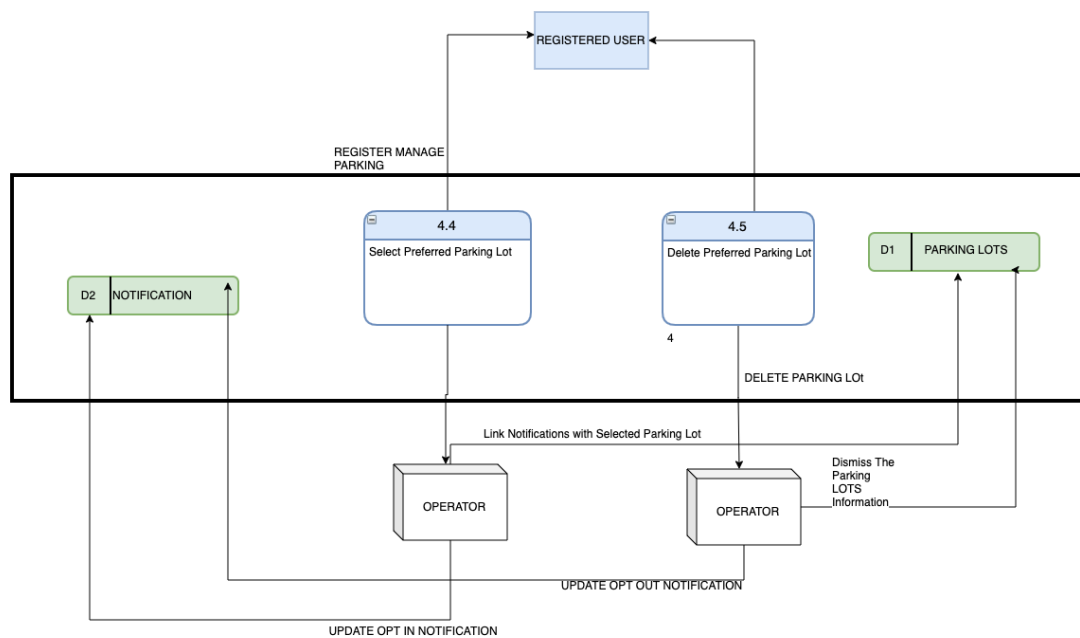 REGISTERED USER
REGISTER MANAGE
PARKING
4.4
Select Preferred Parking Lot
4.5
Delete Preferred Parking Lot
D1 PARKING LOTS
D2 NOTIFICATION
4
DELETE PARKING LOt
Link Notifications with Selected Parking Lot
Dismiss The
Parking
LOTS
Information
OPERATOR
OPERATOR
UPDATE OPT OUT NOTIFICATION
UPDATE OPT IN NOTIFICATION